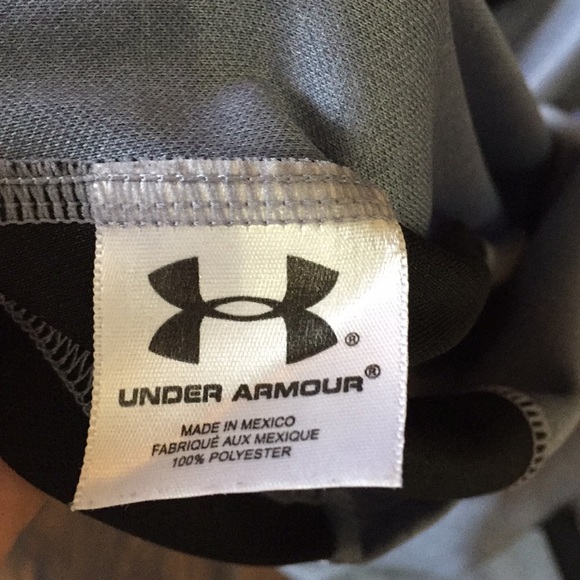 ®
UNDER ARMOUR®
MADE IN MEXICO
FABRIQUÉ AUX MEXIQUE
100% POLYESTER